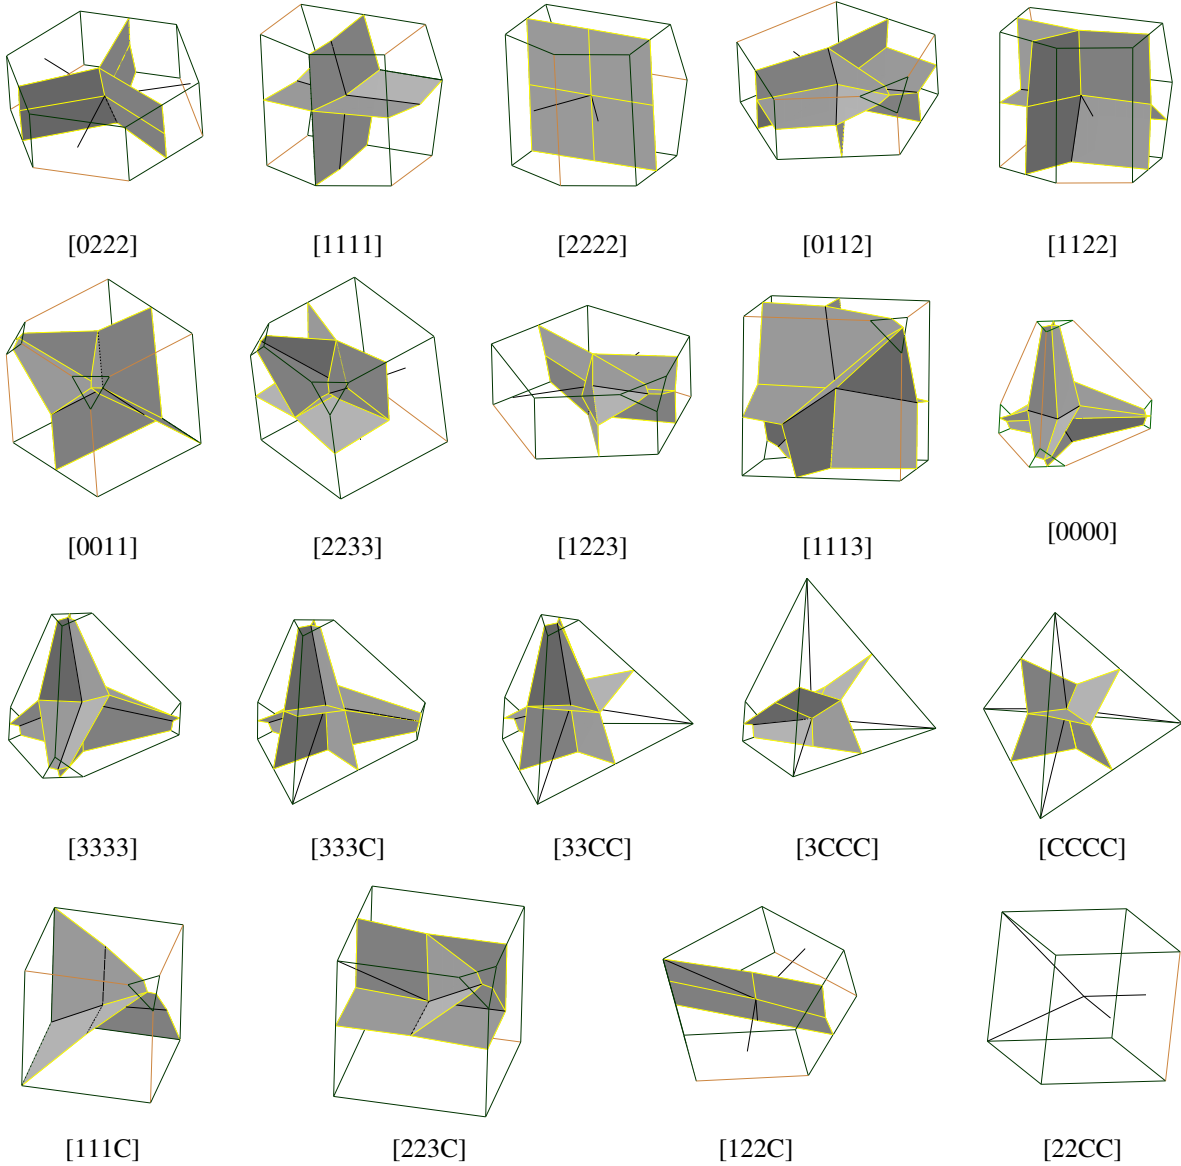 [0222] [1111] [2222] [0112] [1122]
[0011] [2233] [1223] [1113] [0000]
[3333] [333C] [33CC] [3CCC] [CCCC]
[111C] [223C] [122C] [22CC]